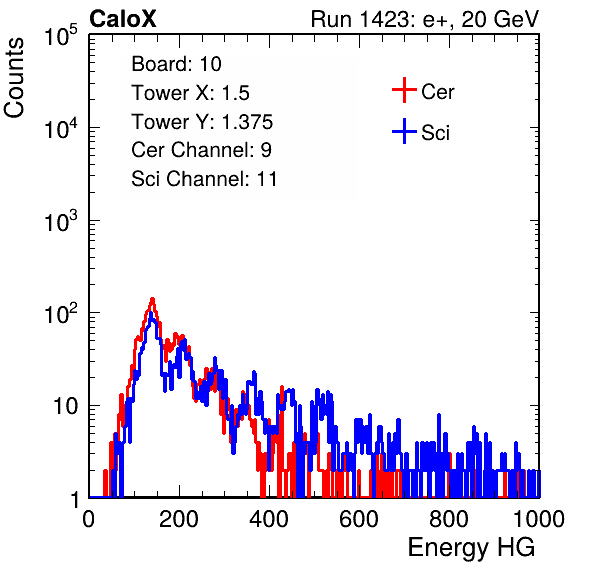 CaloX Run 1423: e+, 20 GeV
Counts
Board: 10
Tower X: 1.5
Tower Y: 1.375
Cer Channel: 9
Sci Channel: 11
Cer
Sci
10^5
10^4
10^3
10^2
10
1
0 200 400 600 800 1000
Energy HG